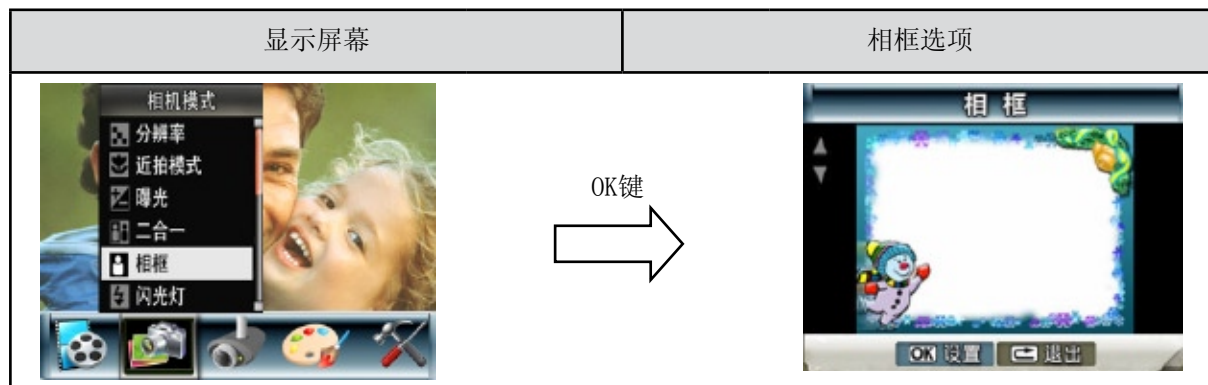 显示屏幕
相框选项
相机模式
分辨率
近拍模式
曝光
二合一
相框
闪光灯
OK键
相 框
OK 设置 退出